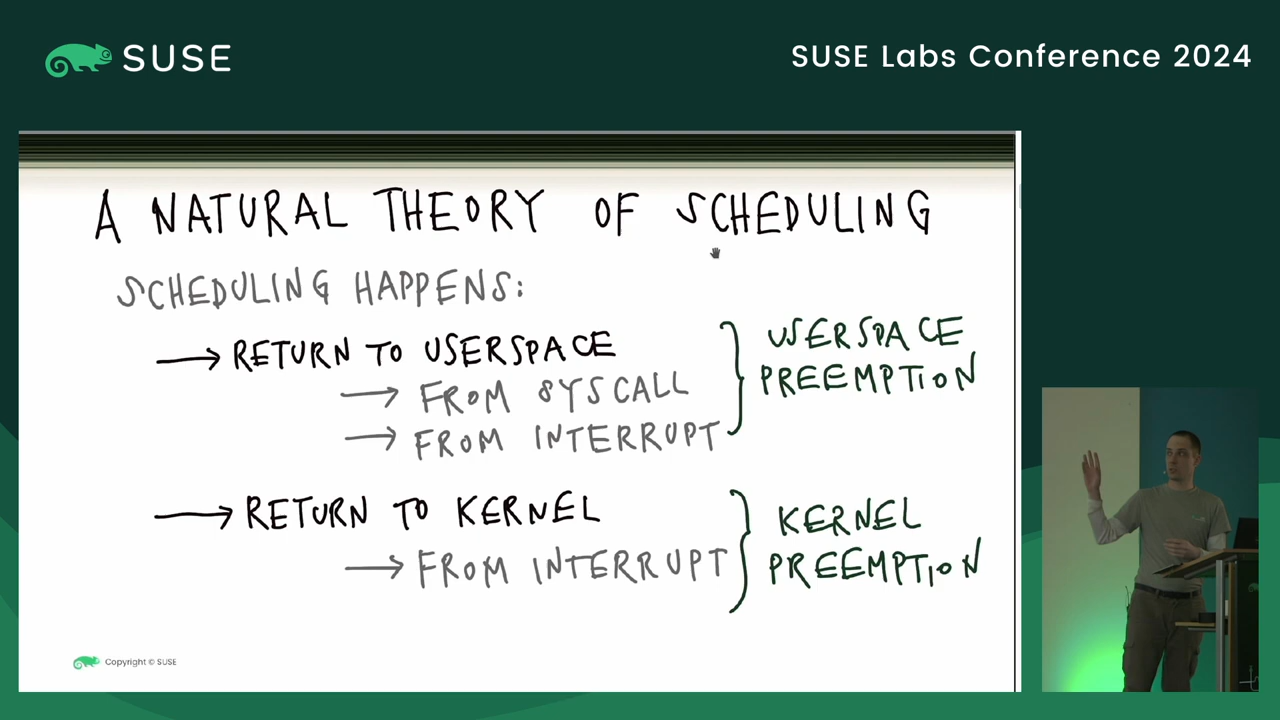 SUSE
SUSE Labs Conference 2024
A NATURAL THEORY OF SCHEDULING
SCHEDULING HAPPENS:
→ RETURN TO USERSPACE
→ FROM SYSCALL
→ FROM INTERRUPT
USERSPACE
PREEMPTION
→ RETURN TO KERNEL
→ FROM INTERRUPT
KERNEL
PREEMPTION
Copyright © SUSE